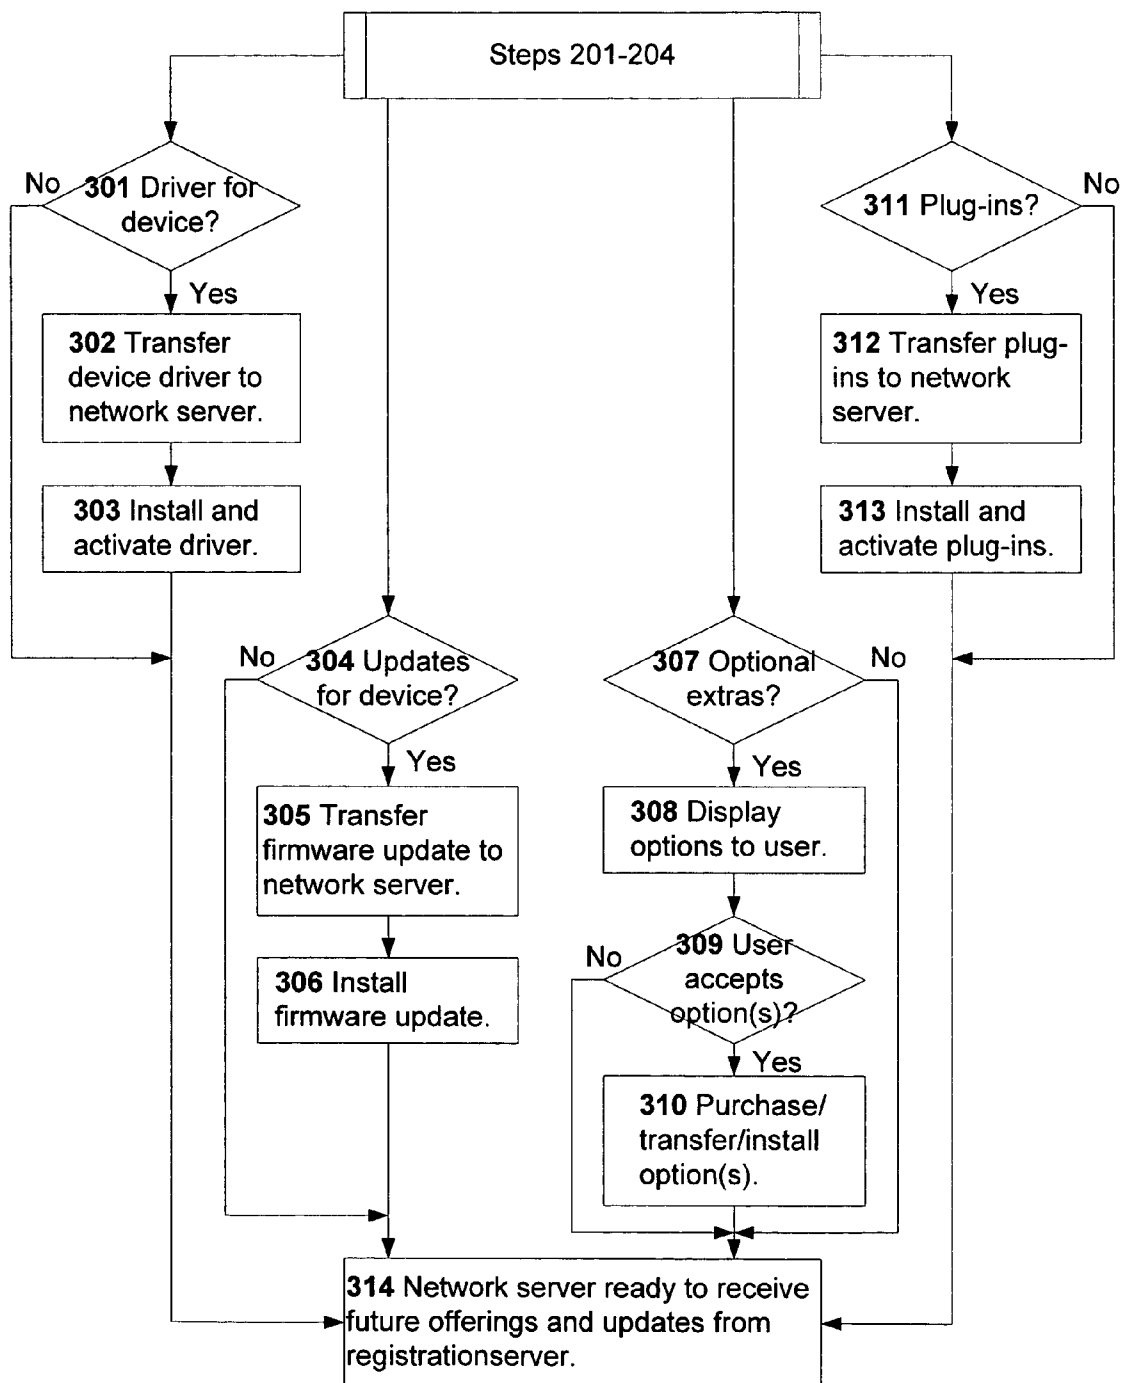 Steps 201-204
No
301 Driver for
device?
Yes
302 Transfer
device driver to
network server.
303 Install and
activate driver.
No
304 Updates
for device?
Yes
305 Transfer
firmware update to
network server.
306 Install
firmware update.
307 Optional
extras?
No
Yes
308 Display
options to user.
No
309 User
accepts
option(s)?
Yes
310 Purchase/
transfer/install
option(s).
311 Plug-ins?
No
Yes
312 Transfer plug-
ins to network
server.
313 Install and
activate plug-ins.
314 Network server ready to receive
future offerings and updates from
registrationserver.